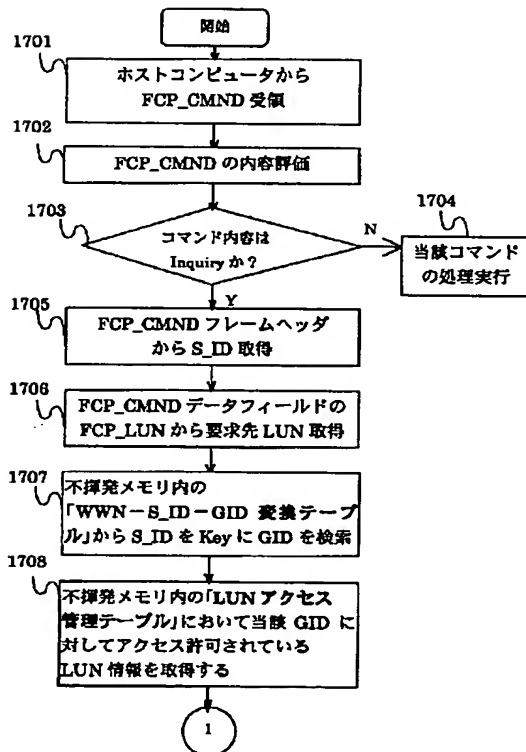 開始
1701
ホストコンピュータから
FCP_CMND 受領
1702
FCP_CMND の内容評価
1703
コマンド内容は
Inquiryか？
N
1704
当該コマンド
の処理実行
Y
1705
FCP_CMND フレームヘッダ
から S_ID 取得
1706
FCP_CMND データフィールドの
FCP_LUN から要求先 LUN 取得
1707
不揮発メモリ内の
「WWN－S_ID－GID 変換テーブ
ル」から S_ID を Key に GID を検索
1708
不揮発メモリ内の「LUN アクセス
管理テーブル」において当該 GID に
対してアクセス許可されている
LUN 情報を取得する
1